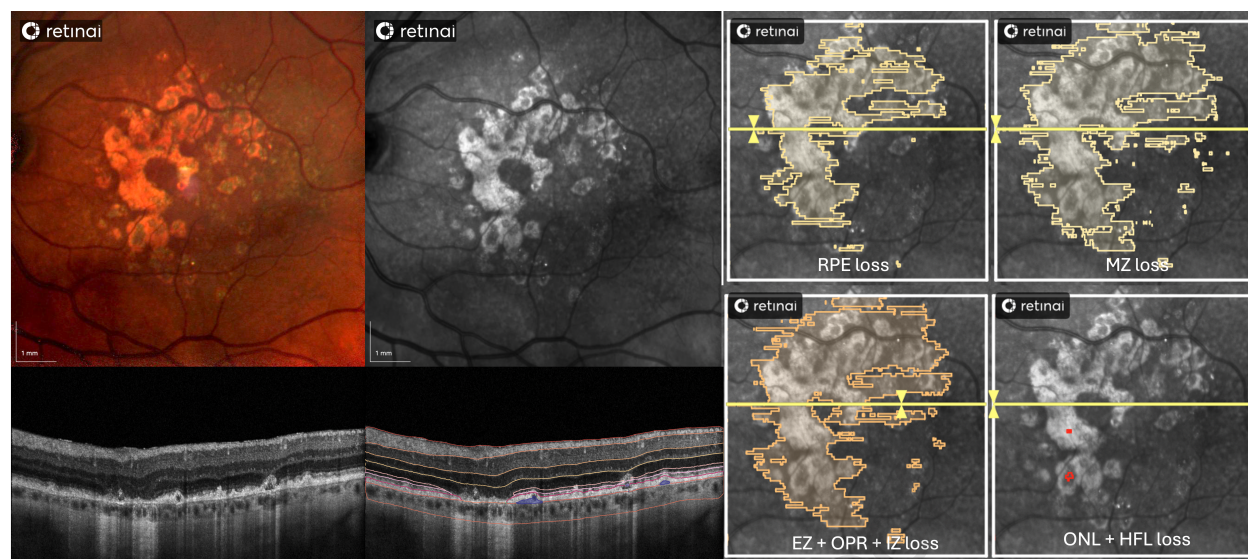 retinai
retinai
retinai
retinai
RPE loss
MZ loss
1 mm
1 mm
retinai
retinai
EZ + OPR + IZ loss
ONL + HFL loss